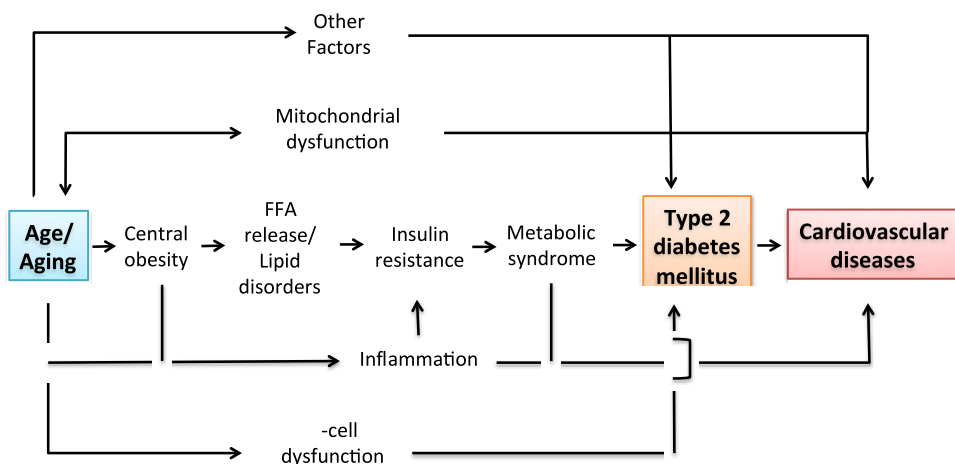 Other
Factors
Mitochondrial
dysfunction
Age/
Aging
Central
obesity
FFA
release/
Lipid
disorders
Insulin
resistance
Metabolic
syndrome
Type 2
diabetes
mellitus
Cardiovascular
diseases
Inflammation
-cell
dysfunction